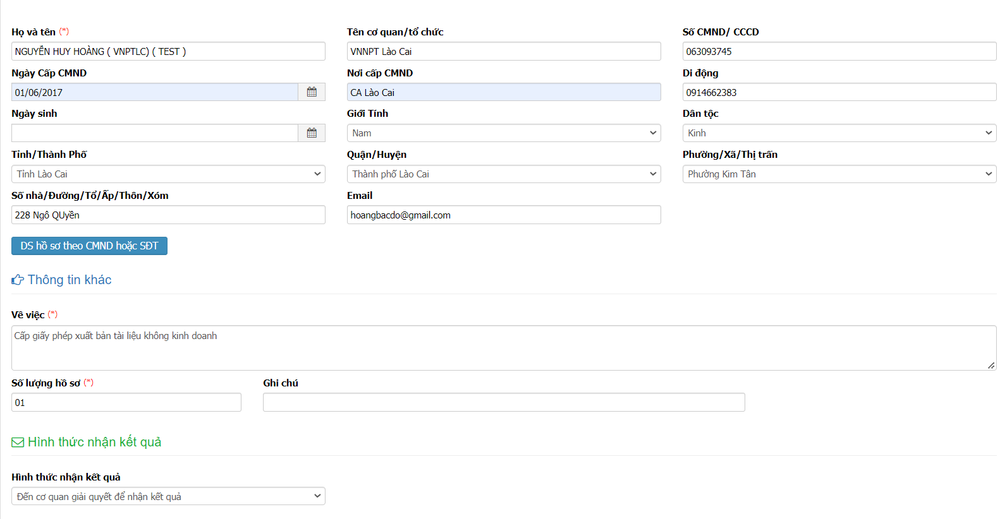 Họ và tên (*) Tên cơ quan/tổ chức Số CMND/ CCCD
NGUYỄN HUY HOÀNG ( VNPTLC) ( TEST ) VNNPT Lào Cai 063093745
Ngày Cấp CMND Nơi cấp CMND Di động
01/06/2017 CA Lào Cai 0914662383
Ngày sinh Giới Tính Dân tộc
Nam Kinh
Tỉnh/Thành Phố Quận/Huyện Phường/Xã/Thị trấn
Tỉnh Lào Cai Thành phố Lào Cai Phường Kim Tân
Số nhà/Đường/Tổ/Ấp/Thôn/Xóm Email
228 Ngô QUyền hoangbacdo@gmail.com
DS hồ sơ theo CMND hoặc SĐT
Thông tin khác
Về việc (*)
Cấp giấy phép xuất bản tài liệu không kinh doanh
Số lượng hồ sơ (*) Ghi chú
01
Hình thức nhận kết quả
Hình thức nhận kết quả
Đến cơ quan giải quyết để nhận kết quả